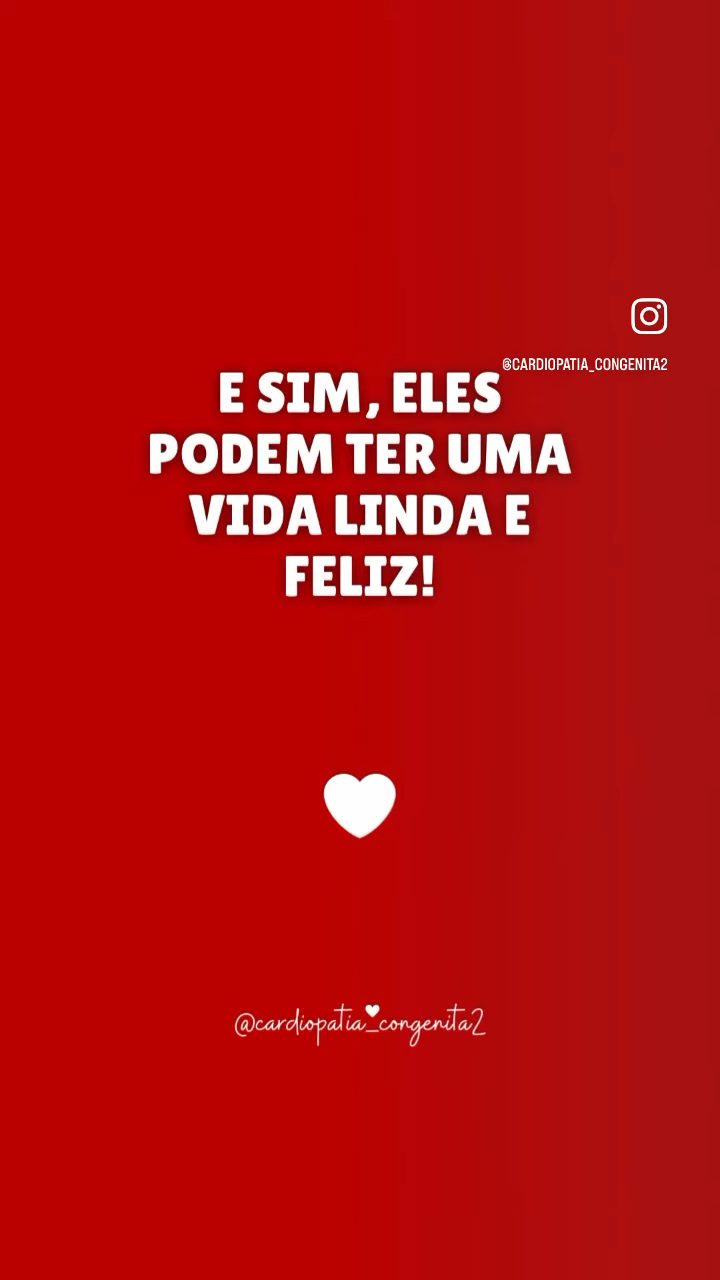 @CARDIOPATIA_CONGENITA2
E SIM, ELES
PODEM TER UMA
VIDA LINDA E
FELIZ!
@cardiopatia_congenita2